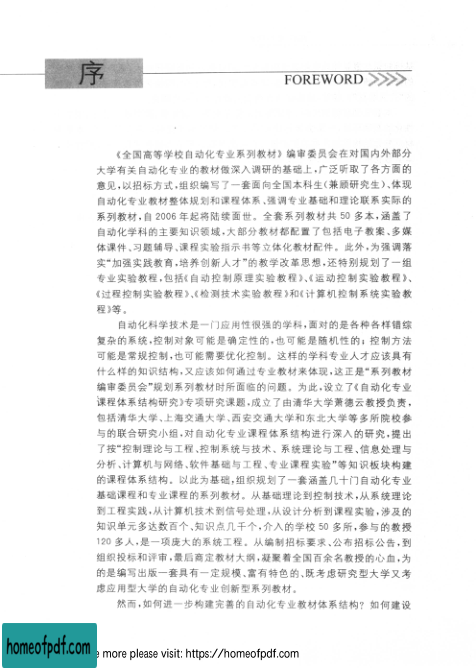 序
FOREWORD
《全国高等学校自动化专业系列教材》编审委员会在对国内外部分
大学有关自动化专业的教材做深入调研的基础上,广泛听取了各方面的
意见,以招标方式,组织编写了一套面向全国本科生(兼顾研究生)、体现
自动化专业教材整体规划和课程体系、强调专业基础和理论联系实际的
系列教材,自 2006 年起将陆续面世。全套系列教材共 50 多本,涵盖了
自动化学科的主要知识领域,大部分教材都配置了包括电子教案、多媒
体课件、习题辅导、课程实验指示书等立体化教材配件。此外,为强调落
实“加强实践教育,培养创新人才”的教学改革思想,还特别规划了一组
专业实验教程,包括《自动控制原理实验教程》、《运动控制实验教程》、
《过程控制实验教程》、《检测技术实验教程》和《计算机控制系统实验教
程》等。
自动化科学技术是一门应用性很强的学科,面对的是各种各样错综
复杂的系统,控制对象可能是确定性的,也可能是随机性的;控制方法
可能是常规控制,也可能需要优化控制。这样的学科专业人才应该具有
什么样的知识结构,又应该如何通过专业教材来体现,这正是“系列教材
编审委员会”规划系列教材时所面临的问题。为此,设立了《自动化专业
课程体系结构研究》专项研究课题,成立了由清华大学萧德云教授负责,
包括清华大学、上海交通大学、西安交通大学和东北大学等多所院校参
与的联合研究小组,对自动化专业课程体系结构进行深入的研究,提出
了按“控制理论与工程、控制系统与技术、系统理论与工程、信息处理与
分析、计算机与网络、软件基础与工程、专业课程实验”等知识板块构建
的课程体系结构。以此为基础,组织规划了一套涵盖几十门自动化专业
基础课程和专业课程的系列教材。从基础理论到控制技术,从系统理论
到工程实践,从计算机技术到信号处理,从设计分析到课程实验,涉及的
知识单元多达数百个、知识点几千个,介入的学校 50 多所,参与的教授
120 多人,是一项庞大的系统工程。从编制招标要求、公布招标公告,到
组织投标和评审,最后商定教材大纲,凝聚着全国百余名教授的心血,为
的是编写出版一套具有一定规模、富有特色的、既考虑研究型大学又考
虑应用型大学的自动化专业创新型系列教材。
然而,如何进一步构建完善的自动化专业教材体系结构?如何建设
homeofpdf.com
more please visit: https://homeofpdf.com